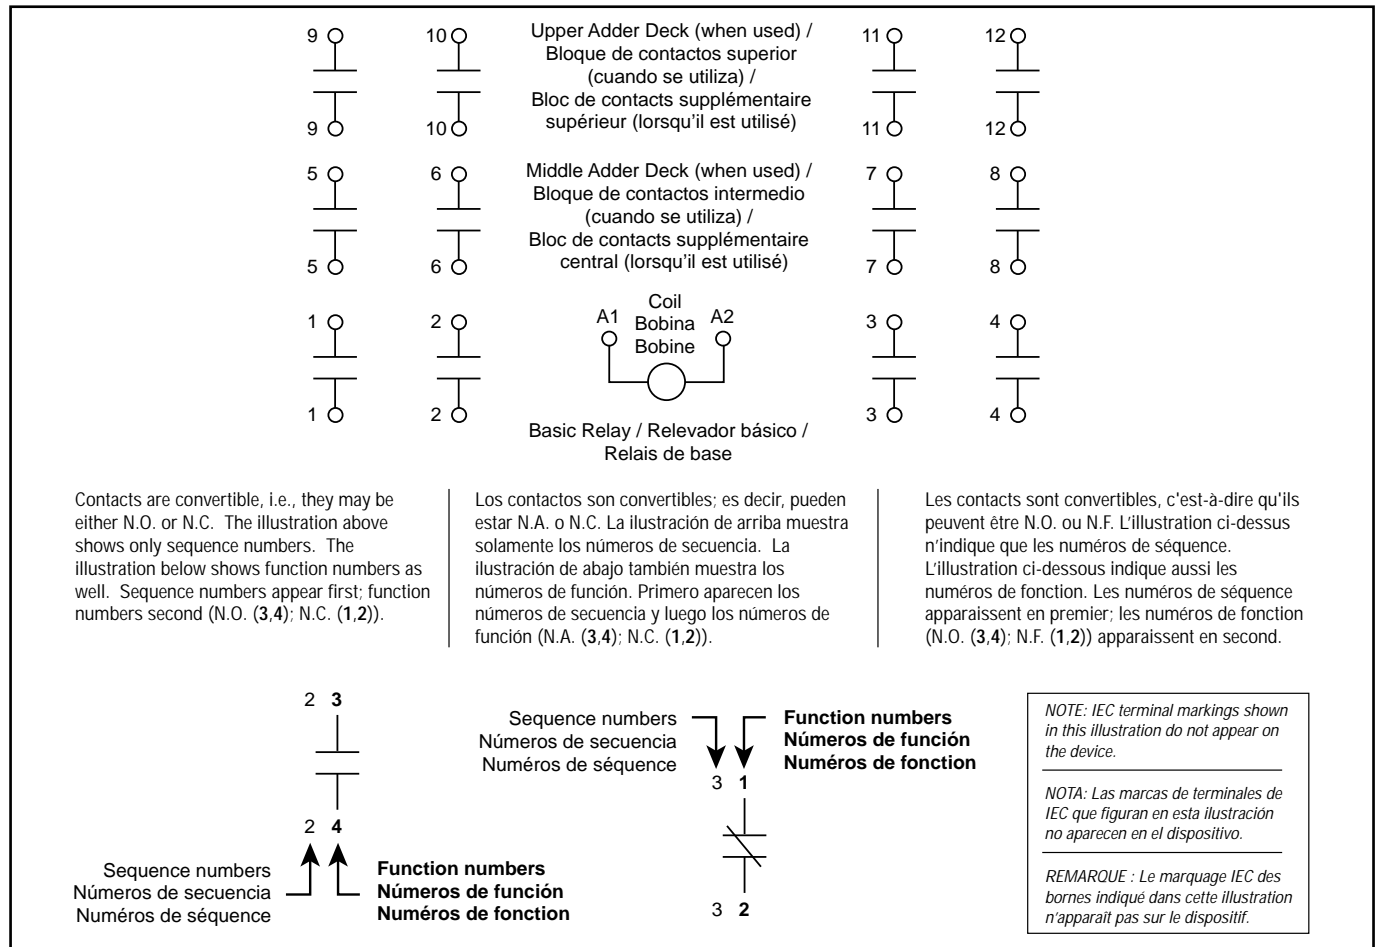 9 10 Upper Adder Deck (when used) / 11 12
Bloque de contactos superior
(cuando se utiliza) /
Bloc de contacts supplémentaire
9 10 supérieur (lorsqu'il est utilisé) 11 12
5 6 Middle Adder Deck (when used) / 7 8
Bloque de contactos intermedio
(cuando se utiliza) /
Bloc de contacts supplémentaire
5 6 central (lorsqu'il est utilisé) 7 8
Coil
1 2 A1 Bobina A2 3 4
Bobine
1 2 3 4
Basic Relay / Relevador básico /
Relais de base
Contacts are convertible, i.e., they may be
either N.O. or N.C. The illustration above
shows only sequence numbers. The
illustration below shows function numbers as
well. Sequence numbers appear first; function
numbers second (N.O. (3,4); N.C. (1,2)).
Los contactos son convertibles; es decir, pueden
estar N.A. o N.C. La ilustración de arriba muestra
solamente los números de secuencia. La
ilustración de abajo también muestra los
números de función. Primero aparecen los
números de secuencia y luego los números de
función (N.A. (3,4); N.C. (1,2)).
Les contacts sont convertibles, c'est-à-dire qu'ils
peuvent être N.O. ou N.F. L'illustration ci-dessus
n'indique que les numéros de séquence.
L'illustration ci-dessous indique aussi les
numéros de fonction. Les numéros de séquence
apparaissent en premier; les numéros de fonction
(N.O. (3,4); N.F. (1,2)) apparaissent en second.
2 3
2 4
Sequence numbers
Números de secuencia
Numéros de séquence
Function numbers
Números de función
Numéros de fonction
Sequence numbers
Números de secuencia
Numéros de séquence
Function numbers
Números de función
Numéros de fonction
3 1
3 2
NOTE: IEC terminal markings shown
in this illustration do not appear on
the device.
NOTA: Las marcas de terminales de
IEC que figuran en esta ilustración
no aparecen en el dispositivo.
REMARQUE : Le marquage IEC des
bornes indiqué dans cette illustration
n'apparaît pas sur le dispositif.